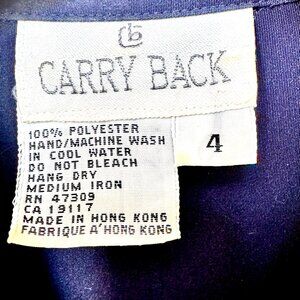 cb
CARRY BACK
4
100% POLYESTER
HAND/MACHINE WASH
IN COOL WATER
DO NOT BLEACH
HANG DRY
MEDIUM IRON
RN 47309
CA 19117
MADE IN HONG KONG
FABRIQUE A'HONG KONG